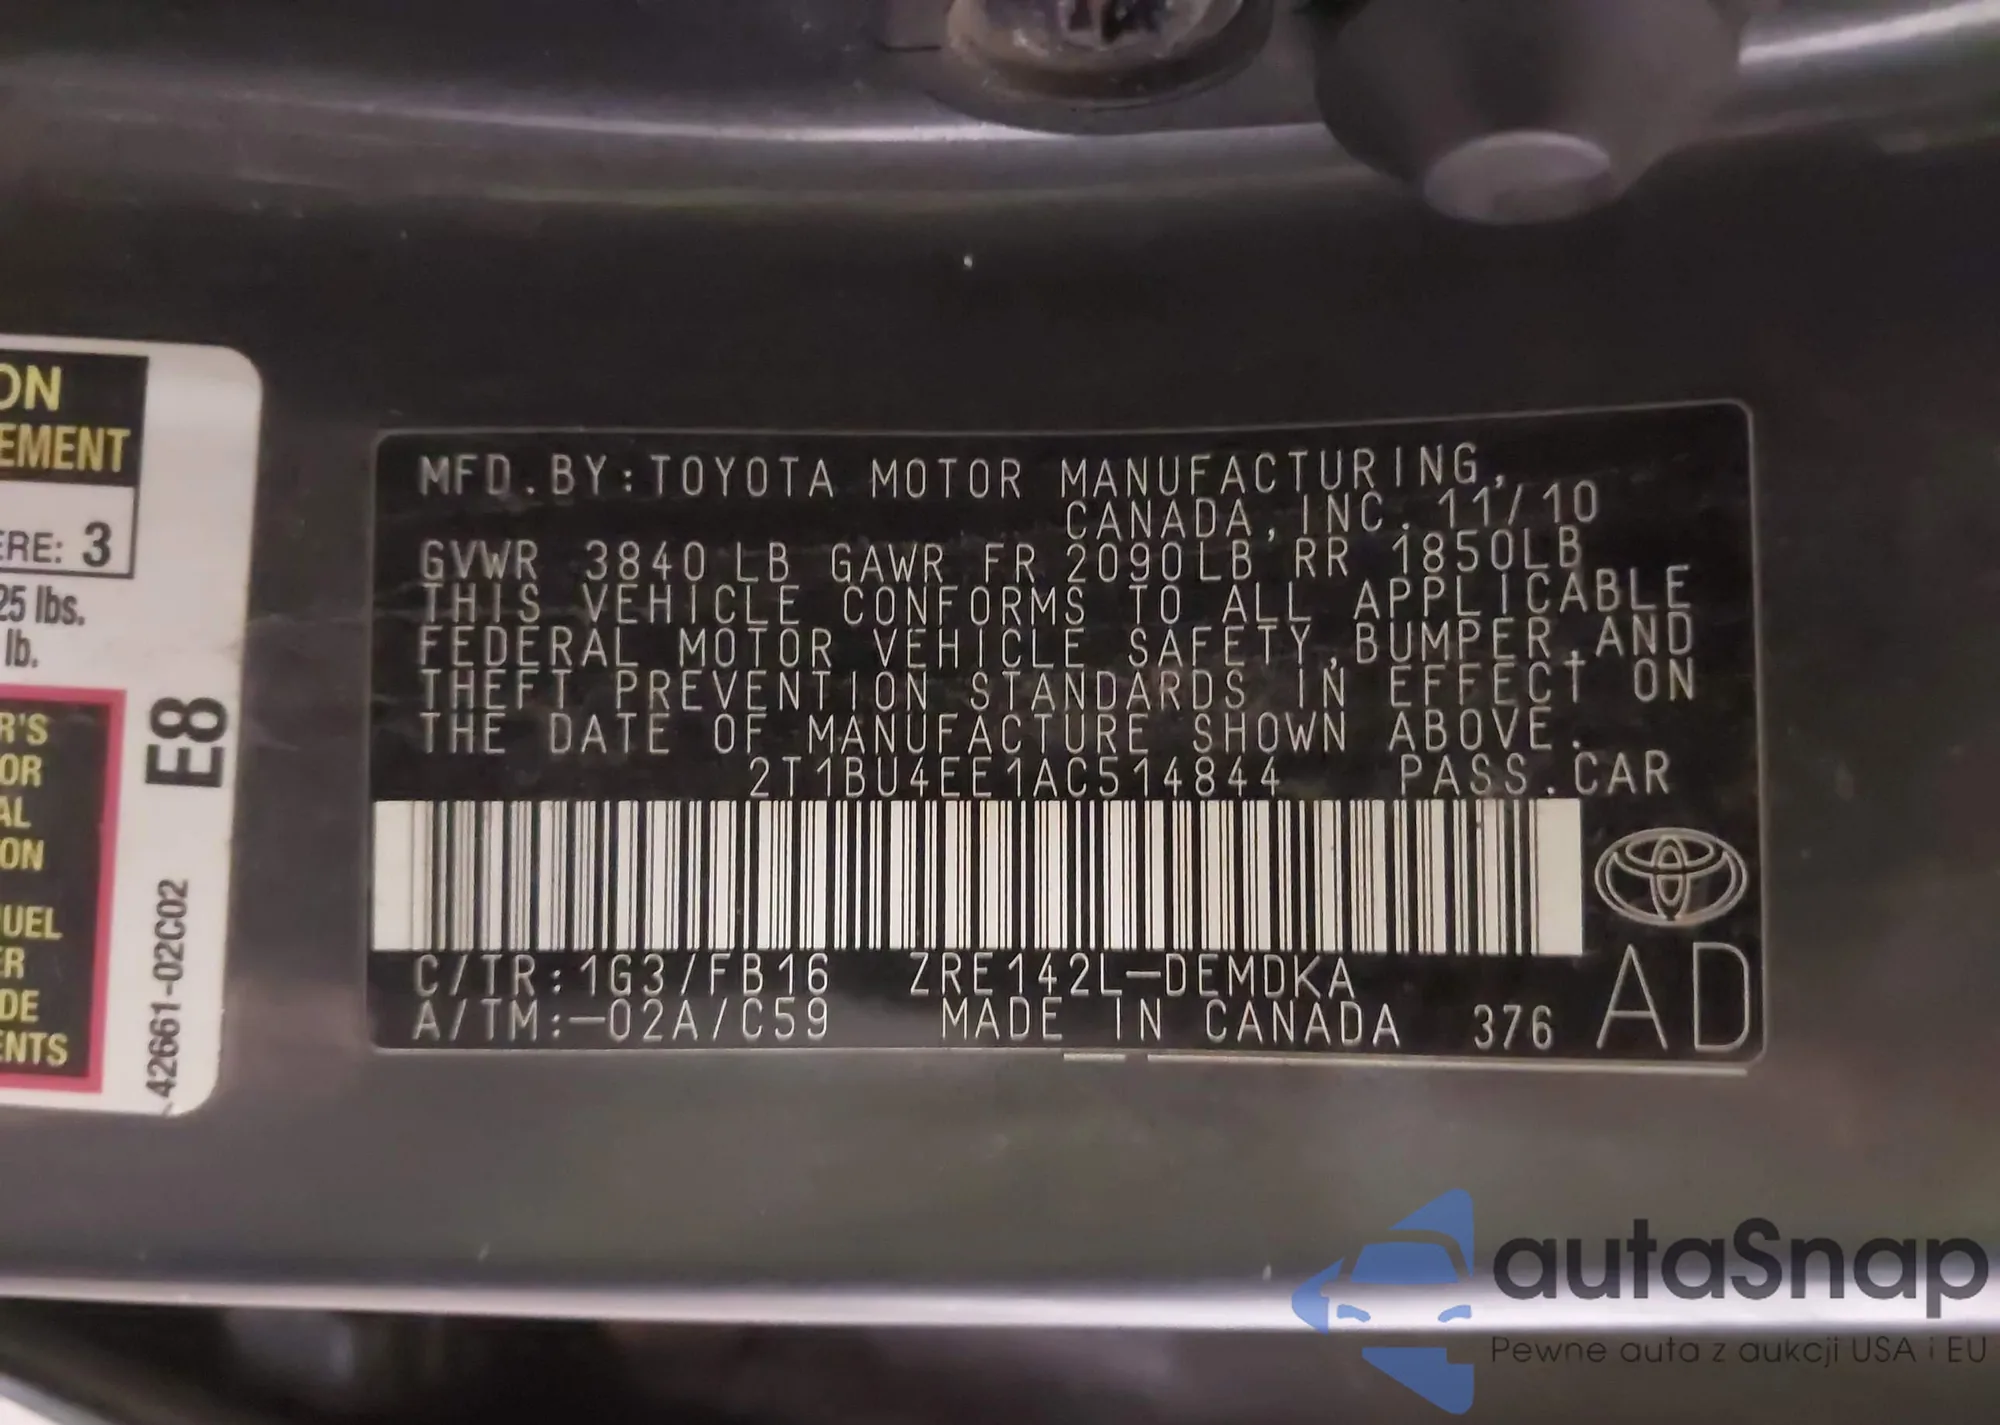 ON
EMENT
ERE: 3
25 lbs.
lb.
R'S
OR
AL
ON
UEL
ER
DE
ENTS
E8
42661-02C02
MFD.BY:TOYOTA MOTOR MANUFACTURING,
CANADA,INC. 11/10
GVWR 3840 LB GAWR FR 2090LB RR 1850LB
THIS VEHICLE CONFORMS TO ALL APPLICABLE
FEDERAL MOTOR VEHICLE SAFETY,BUMPER,AND
THEFT PREVENTION STANDARDS IN EFFECT ON
THE DATE OF MANUFACTURE SHOWN ABOVE.
2T1BU4EE1AC514844 PASS.CAR
C/TR:1G3/FB16 ZRE142L-DEMDKA
A/TM:-02A/C59 MADE IN CANADA 376
AD
autaSnap
Pewne auta z aukcji USA i EU